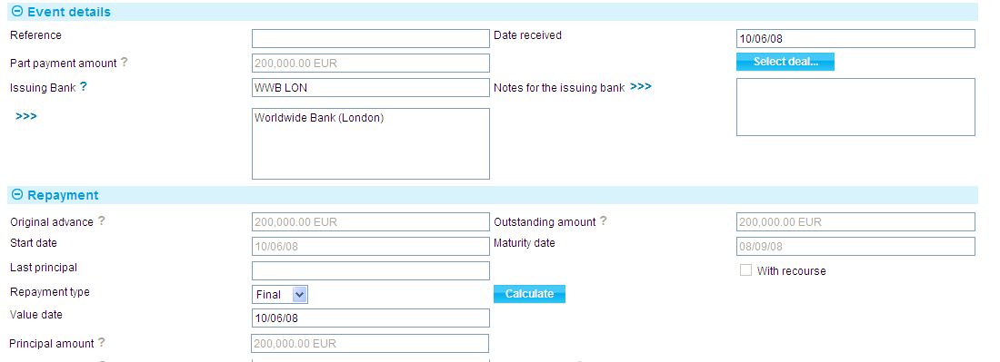 Event details
Reference
Date received
10/06/08
Part payment amount ?
200,000.00 EUR
Select deal...
Issuing Bank ?
WWB LON
Notes for the issuing bank >>>
>>>
Worldwide Bank (London)
Repayment
Original advance ?
200,000.00 EUR
Outstanding amount ?
200,000.00 EUR
Start date
10/06/08
Maturity date
08/09/08
Last principal
With recourse
Repayment type
Final
Calculate
Value date
10/06/08
Principal amount ?
200,000.00 EUR